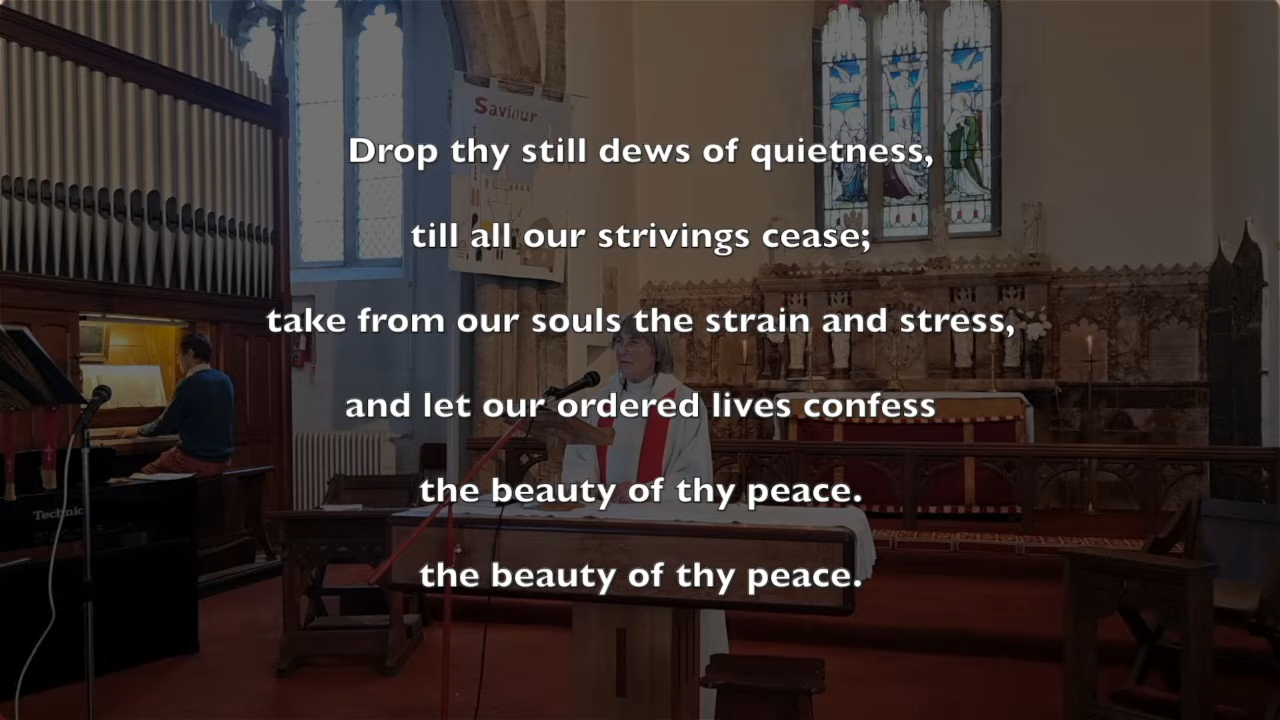 Saviour
Drop thy still dews of quietness,
till all our strivings cease;
take from our souls the strain and stress,
and let our ordered lives confess
the beauty of thy peace.
the beauty of thy peace.
Technics